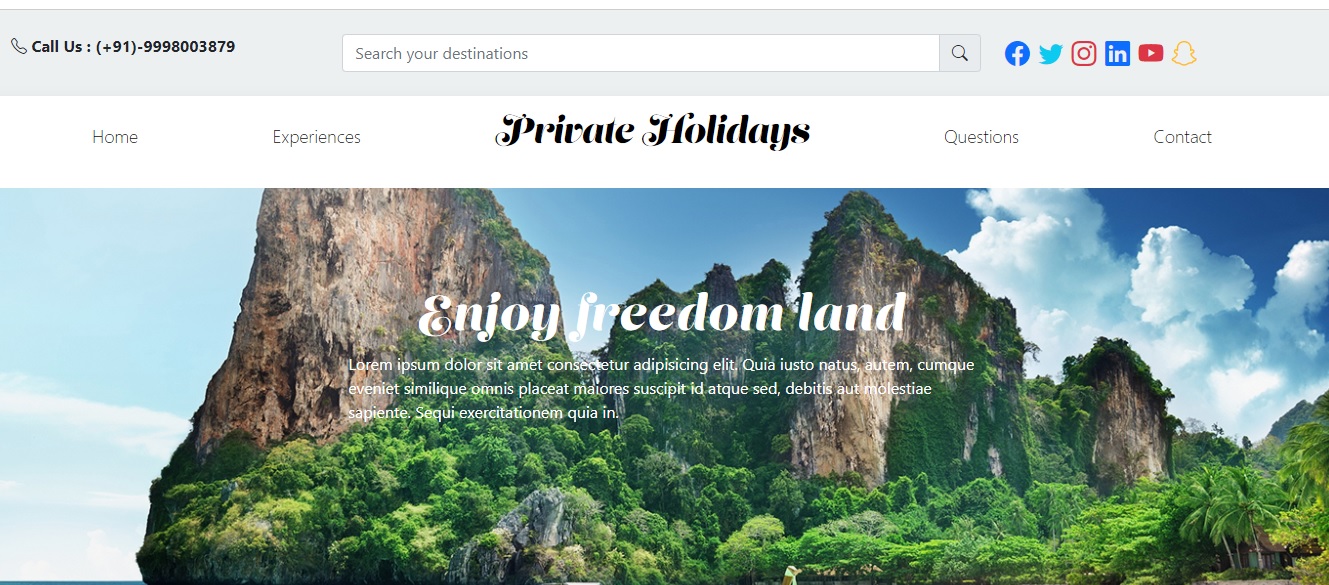 Call Us : (+91)-9998003879
Search your destinations
Home
Experiences
Private Holidays
Questions
Contact
Enjoy freedom land
Lorem ipsum dolor sit amet consectetur adipisicing elit. Quia iusto natus, autem, cumque
eveniet similique omnis placeat maiores suscipit id atque sed, debitis aut molestiae
sapiente. Sequi exercitationem quia in.